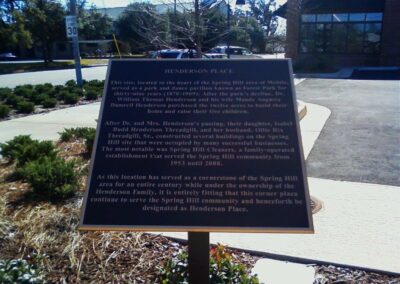 HENDERSON PLACE
This site, located in the heart of the Spring Hill area of Mobile,
served as a park and dance pavilion known as Forest Park for
thirty-nine years (1870-1909). After the park's decline, Dr.
William Thomas Henderson and his wife Maude Augusta
Henderson purchased the twelve acres to build their
home and raise their five children.
After Dr. and Mrs. Henderson's passing, their daughter, Isabel
Dodd Henderson Threadgill, and her husband, Ollie Rix
Threadgill, Sr., constructed several buildings on the Spring
Hill site that were occupied by many successful businesses.
The most notable was Spring Hill Cleaners, a family-operated
establishment that served the Spring Hill community from
1953 until 2008.
As this location has served as a cornerstone of the Spring Hill
area for an entire century while under the ownership of the
Henderson Family, it is entirely fitting that this corner place
continue to serve the Spring Hill community and henceforth be
designated as Henderson Place.